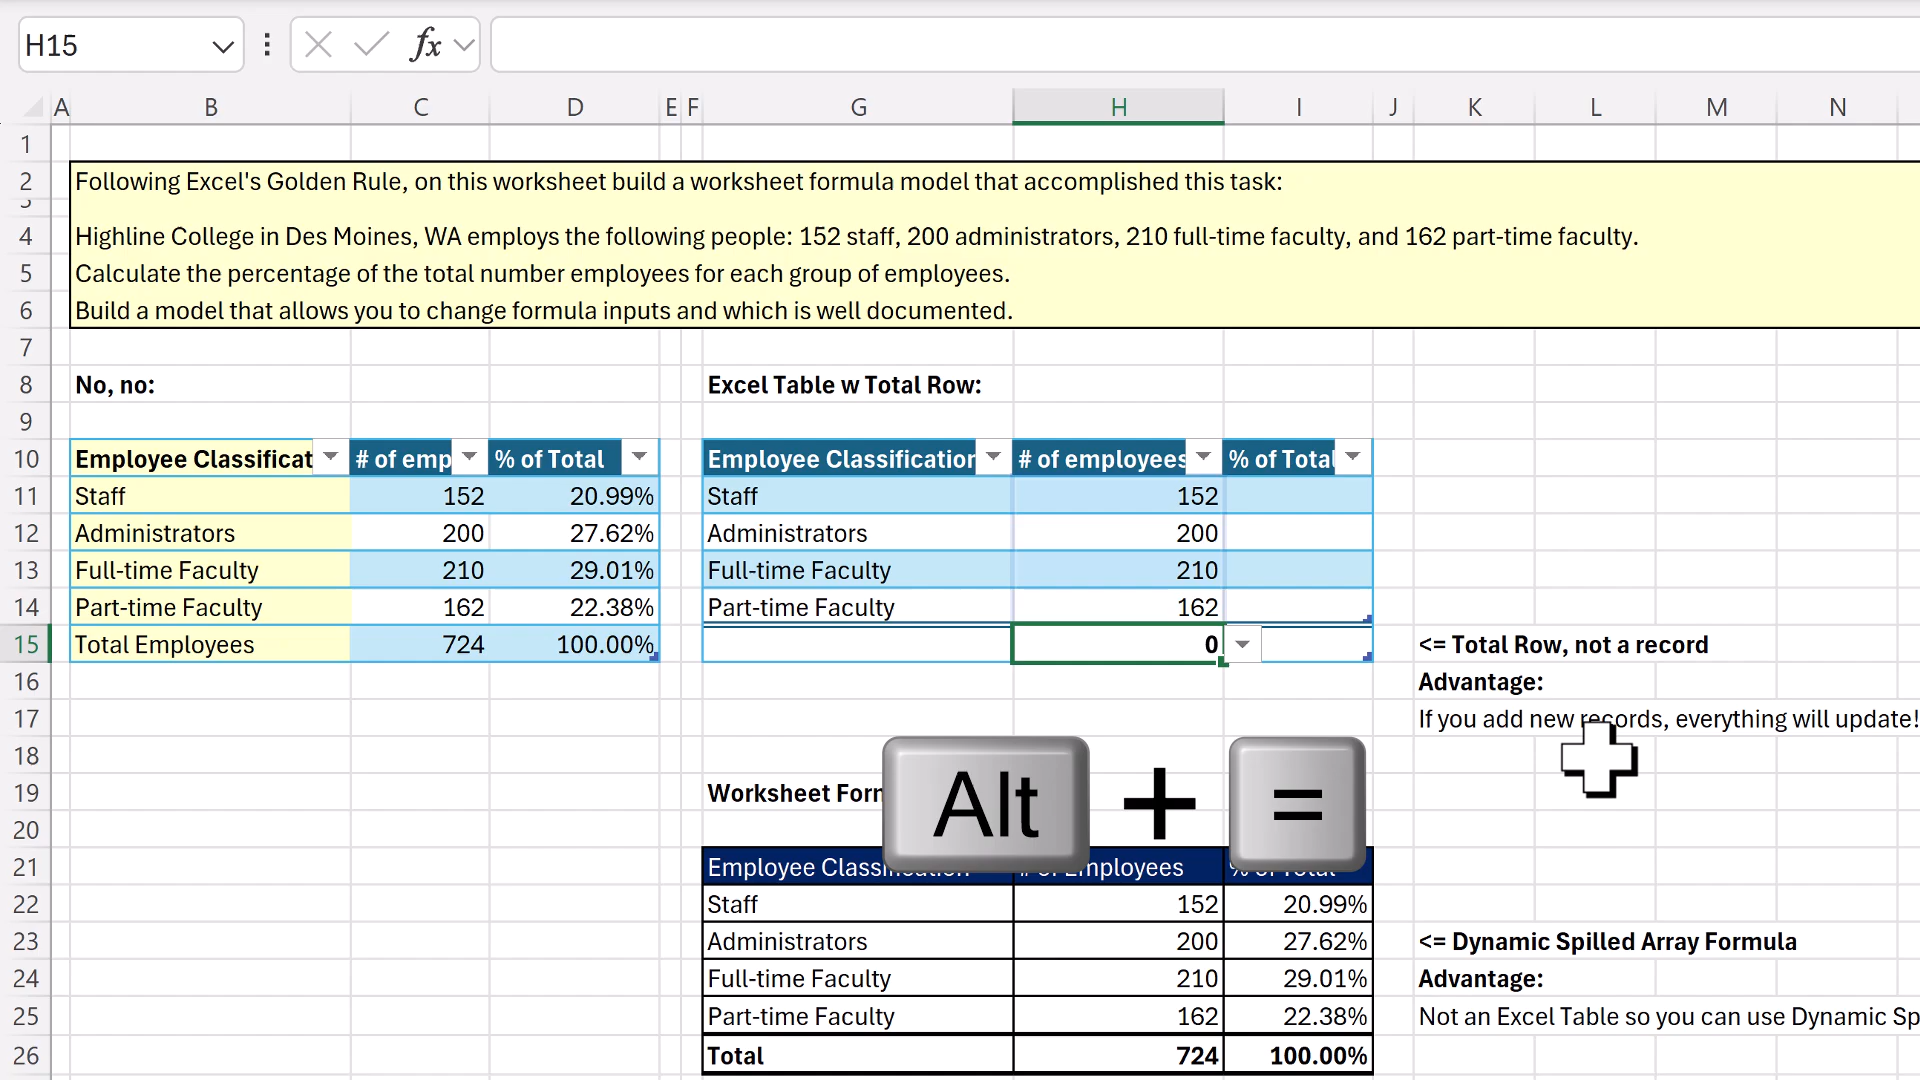 H15
fx
A B C D E F G H I J K L M N
1
2 Following Excel's Golden Rule, on this worksheet build a worksheet formula model that accomplished this task:
4 Highline College in Des Moines, WA employs the following people: 152 staff, 200 administrators, 210 full-time faculty, and 162 part-time faculty.
5 Calculate the percentage of the total number employees for each group of employees.
6 Build a model that allows you to change formula inputs and which is well documented.
7
8 No, no: Excel Table w Total Row:
9
10 Employee Classificat # of emp % of Total Employee Classification # of employees % of Total
11 Staff 152 20.99% Staff 152
12 Administrators 200 27.62% Administrators 200
13 Full-time Faculty 210 29.01% Full-time Faculty 210
14 Part-time Faculty 162 22.38% Part-time Faculty 162
15 Total Employees 724 100.00% 0 <= Total Row, not a record
16 Advantage:
17 If you add new records, everything will update!
18
Alt + =
19 Worksheet Form
20
21 Employee Classification # of Employees % of Total
22 Staff 152 20.99%
23 Administrators 200 27.62% <= Dynamic Spilled Array Formula
24 Full-time Faculty 210 29.01% Advantage:
25 Part-time Faculty 162 22.38% Not an Excel Table so you can use Dynamic Sp
26 Total 724 100.00%